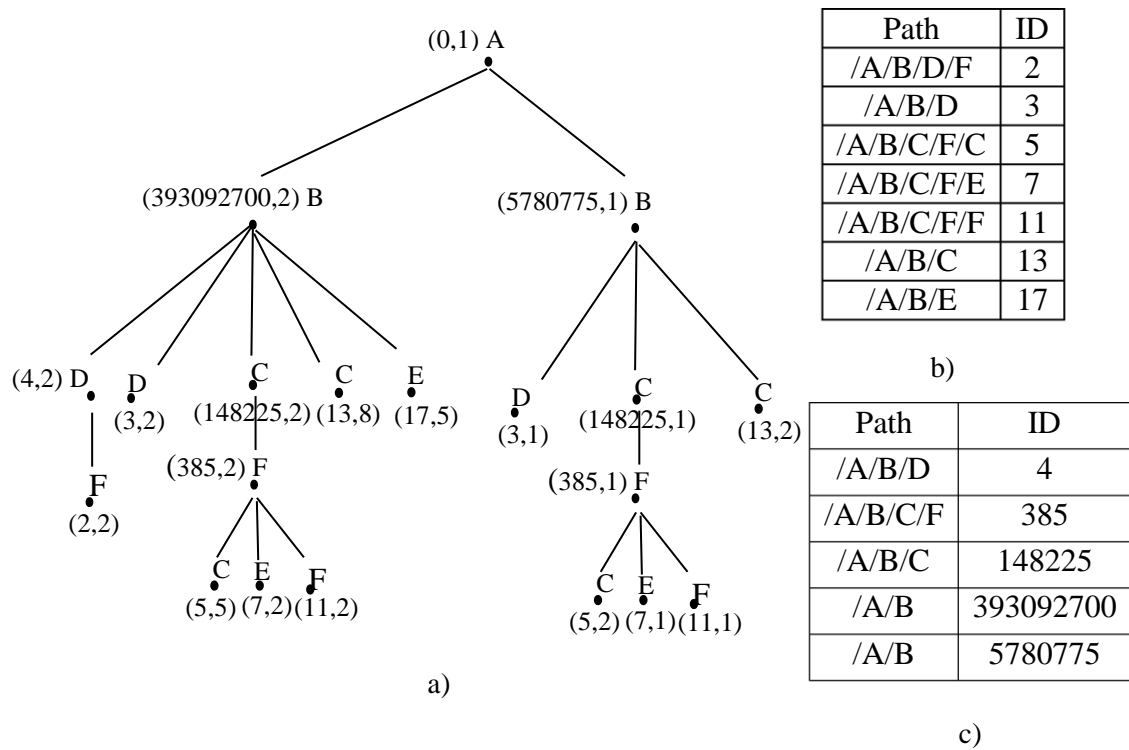 (0,1) A
(393092700,2) B
(5780775,1) B
(4,2) D
D
(3,2)
C
(148225,2)
C
(13,8)
E
(17,5)
F
(2,2)
(385,2) F
C
E
F
(5,5)
(7,2)
(11,2)
D
(3,1)
C
(148225,1)
C
(13,2)
(385,1) F
C
E
F
(5,2)
(7,1)
(11,1)
a)
Path ID
/A/B/D/F 2
/A/B/D 3
/A/B/C/F/C 5
/A/B/C/F/E 7
/A/B/C/F/F 11
/A/B/C 13
/A/B/E 17
b)
Path ID
/A/B/D 4
/A/B/C/F 385
/A/B/C 148225
/A/B 393092700
/A/B 5780775
c)